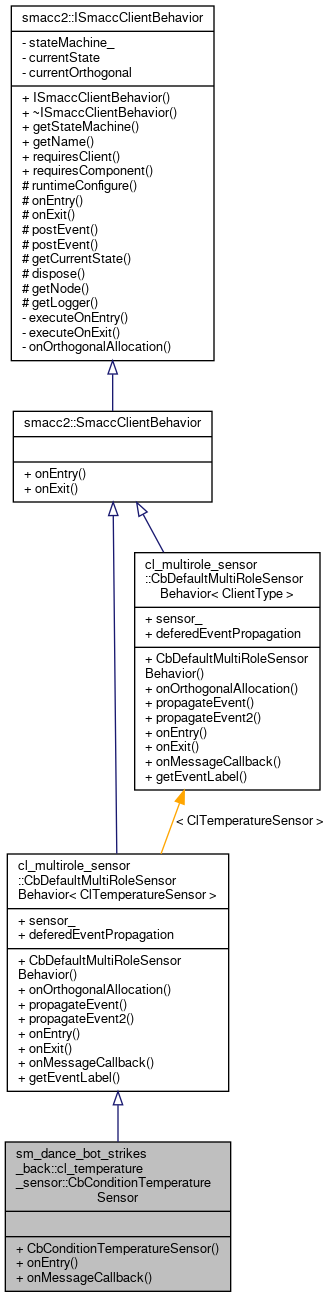 smacc2::ISmaccClientBehavior
- stateMachine_
- currentState
- currentOrthogonal
+ ISmaccClientBehavior()
+ ~ISmaccClientBehavior()
+ getStateMachine()
+ getName()
+ requiresClient()
+ requiresComponent()
# runtimeConfigure()
# onEntry()
# onExit()
# postEvent()
# postEvent()
# getCurrentState()
# dispose()
# getNode()
# getLogger()
- executeOnEntry()
- executeOnExit()
- onOrthogonalAllocation()
smacc2::SmaccClientBehavior
+ onEntry()
+ onExit()
cl_multirole_sensor
::CbDefaultMultiRoleSensor
Behavior< ClientType >
+ sensor_
+ deferedEventPropagation
+ CbDefaultMultiRoleSensor
Behavior()
+ onOrthogonalAllocation()
+ propagateEvent()
+ propagateEvent2()
+ onEntry()
+ onExit()
+ onMessageCallback()
+ getEventLabel()
< ClTemperatureSensor >
cl_multirole_sensor
::CbDefaultMultiRoleSensor
Behavior< ClTemperatureSensor >
+ sensor_
+ deferedEventPropagation
+ CbDefaultMultiRoleSensor
Behavior()
+ onOrthogonalAllocation()
+ propagateEvent()
+ propagateEvent2()
+ onEntry()
+ onExit()
+ onMessageCallback()
+ getEventLabel()
sm_dance_bot_strikes
_back::cl_temperature
_sensor::CbConditionTemperature
Sensor
+ CbConditionTemperatureSensor()
+ onEntry()
+ onMessageCallback()